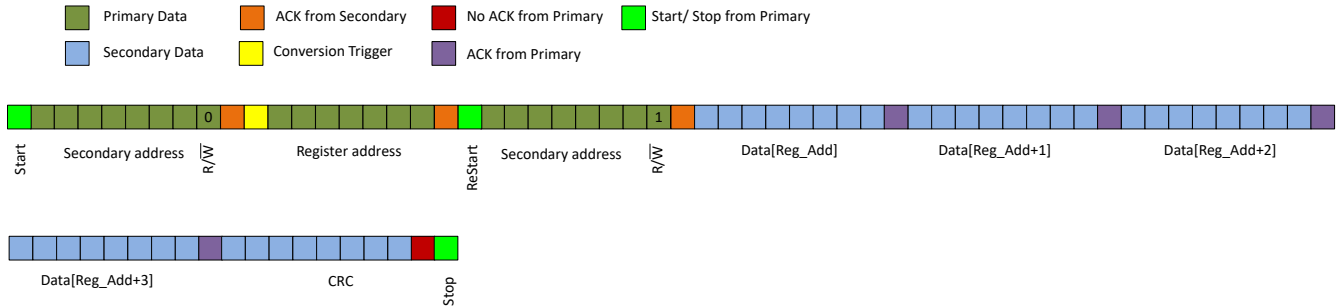 Primary Data
ACK from Secondary
No ACK from Primary
Start/ Stop from Primary
Secondary Data
Conversion Trigger
ACK from Primary
0
1
Start
Secondary address
R/W
Register address
ReStart
Secondary address
R/W
Data[Reg_Add]
Data[Reg_Add+1]
Data[Reg_Add+2]
Data[Reg_Add+3]
CRC
Stop